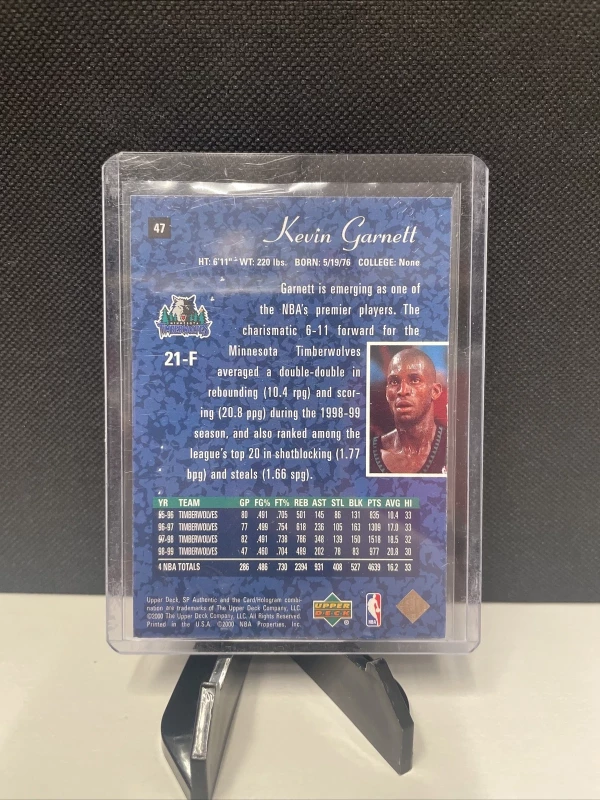 47
Kevin Garnett
HT: 6'11" WT: 220 lbs. BORN: 5/19/76 COLLEGE: None
Garnett is emerging as one of
the NBA's premier players. The
charismatic 6-11 forward for the
Minnesota Timberwolves
averaged a double-double in
rebounding (10.4 rpg) and scor-
ing (20.8 ppg) during the 1998-99
season, and also ranked among the
league's top 20 in shotblocking (1.77
bpg) and steals (1.66 spg).
MINNESOTA
TIMBERWOLVES
21-F
YR TEAM GP FG% FT% REB AST STL BLK PTS AVG HI
95-96 TIMBERWOLVES 80 .491 .705 501 145 86 131 835 10.4 33
96-97 TIMBERWOLVES 77 .499 .754 618 236 105 163 1309 17.0 33
97-98 TIMBERWOLVES 82 .491 .738 786 348 139 150 1518 18.5 32
98-99 TIMBERWOLVES 47 .460 .704 489 202 78 83 977 20.8 30
4 NBA TOTALS 286 .486 .730 2394 931 408 527 4639 16.2 33
Upper Deck, SP Authentic and the Card/Hologram combi-
nation are trademarks of The Upper Deck Company, LLC.
©2000 The Upper Deck Company, LLC. All Rights Reserved.
Printed in the U.S.A. ©2000 NBA Properties, Inc.
UPPER
DECK
NBA